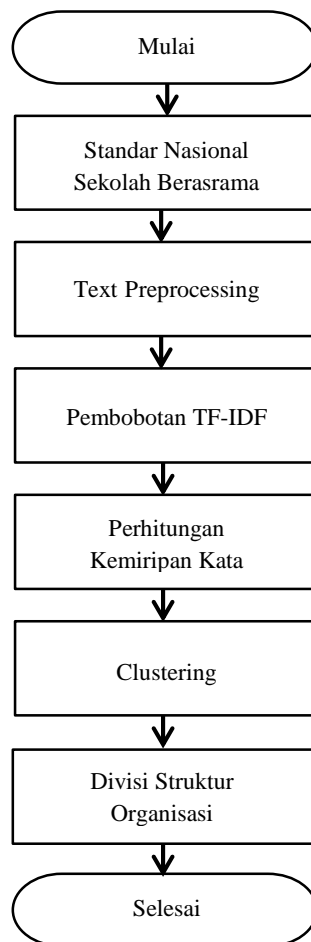 Mulai
Standar Nasional
Sekolah Berasrama
Text Preprocessing
Pembobotan TF-IDF
Perhitungan
Kemiripan Kata
Clustering
Divisi Struktur
Organisasi
Selesai